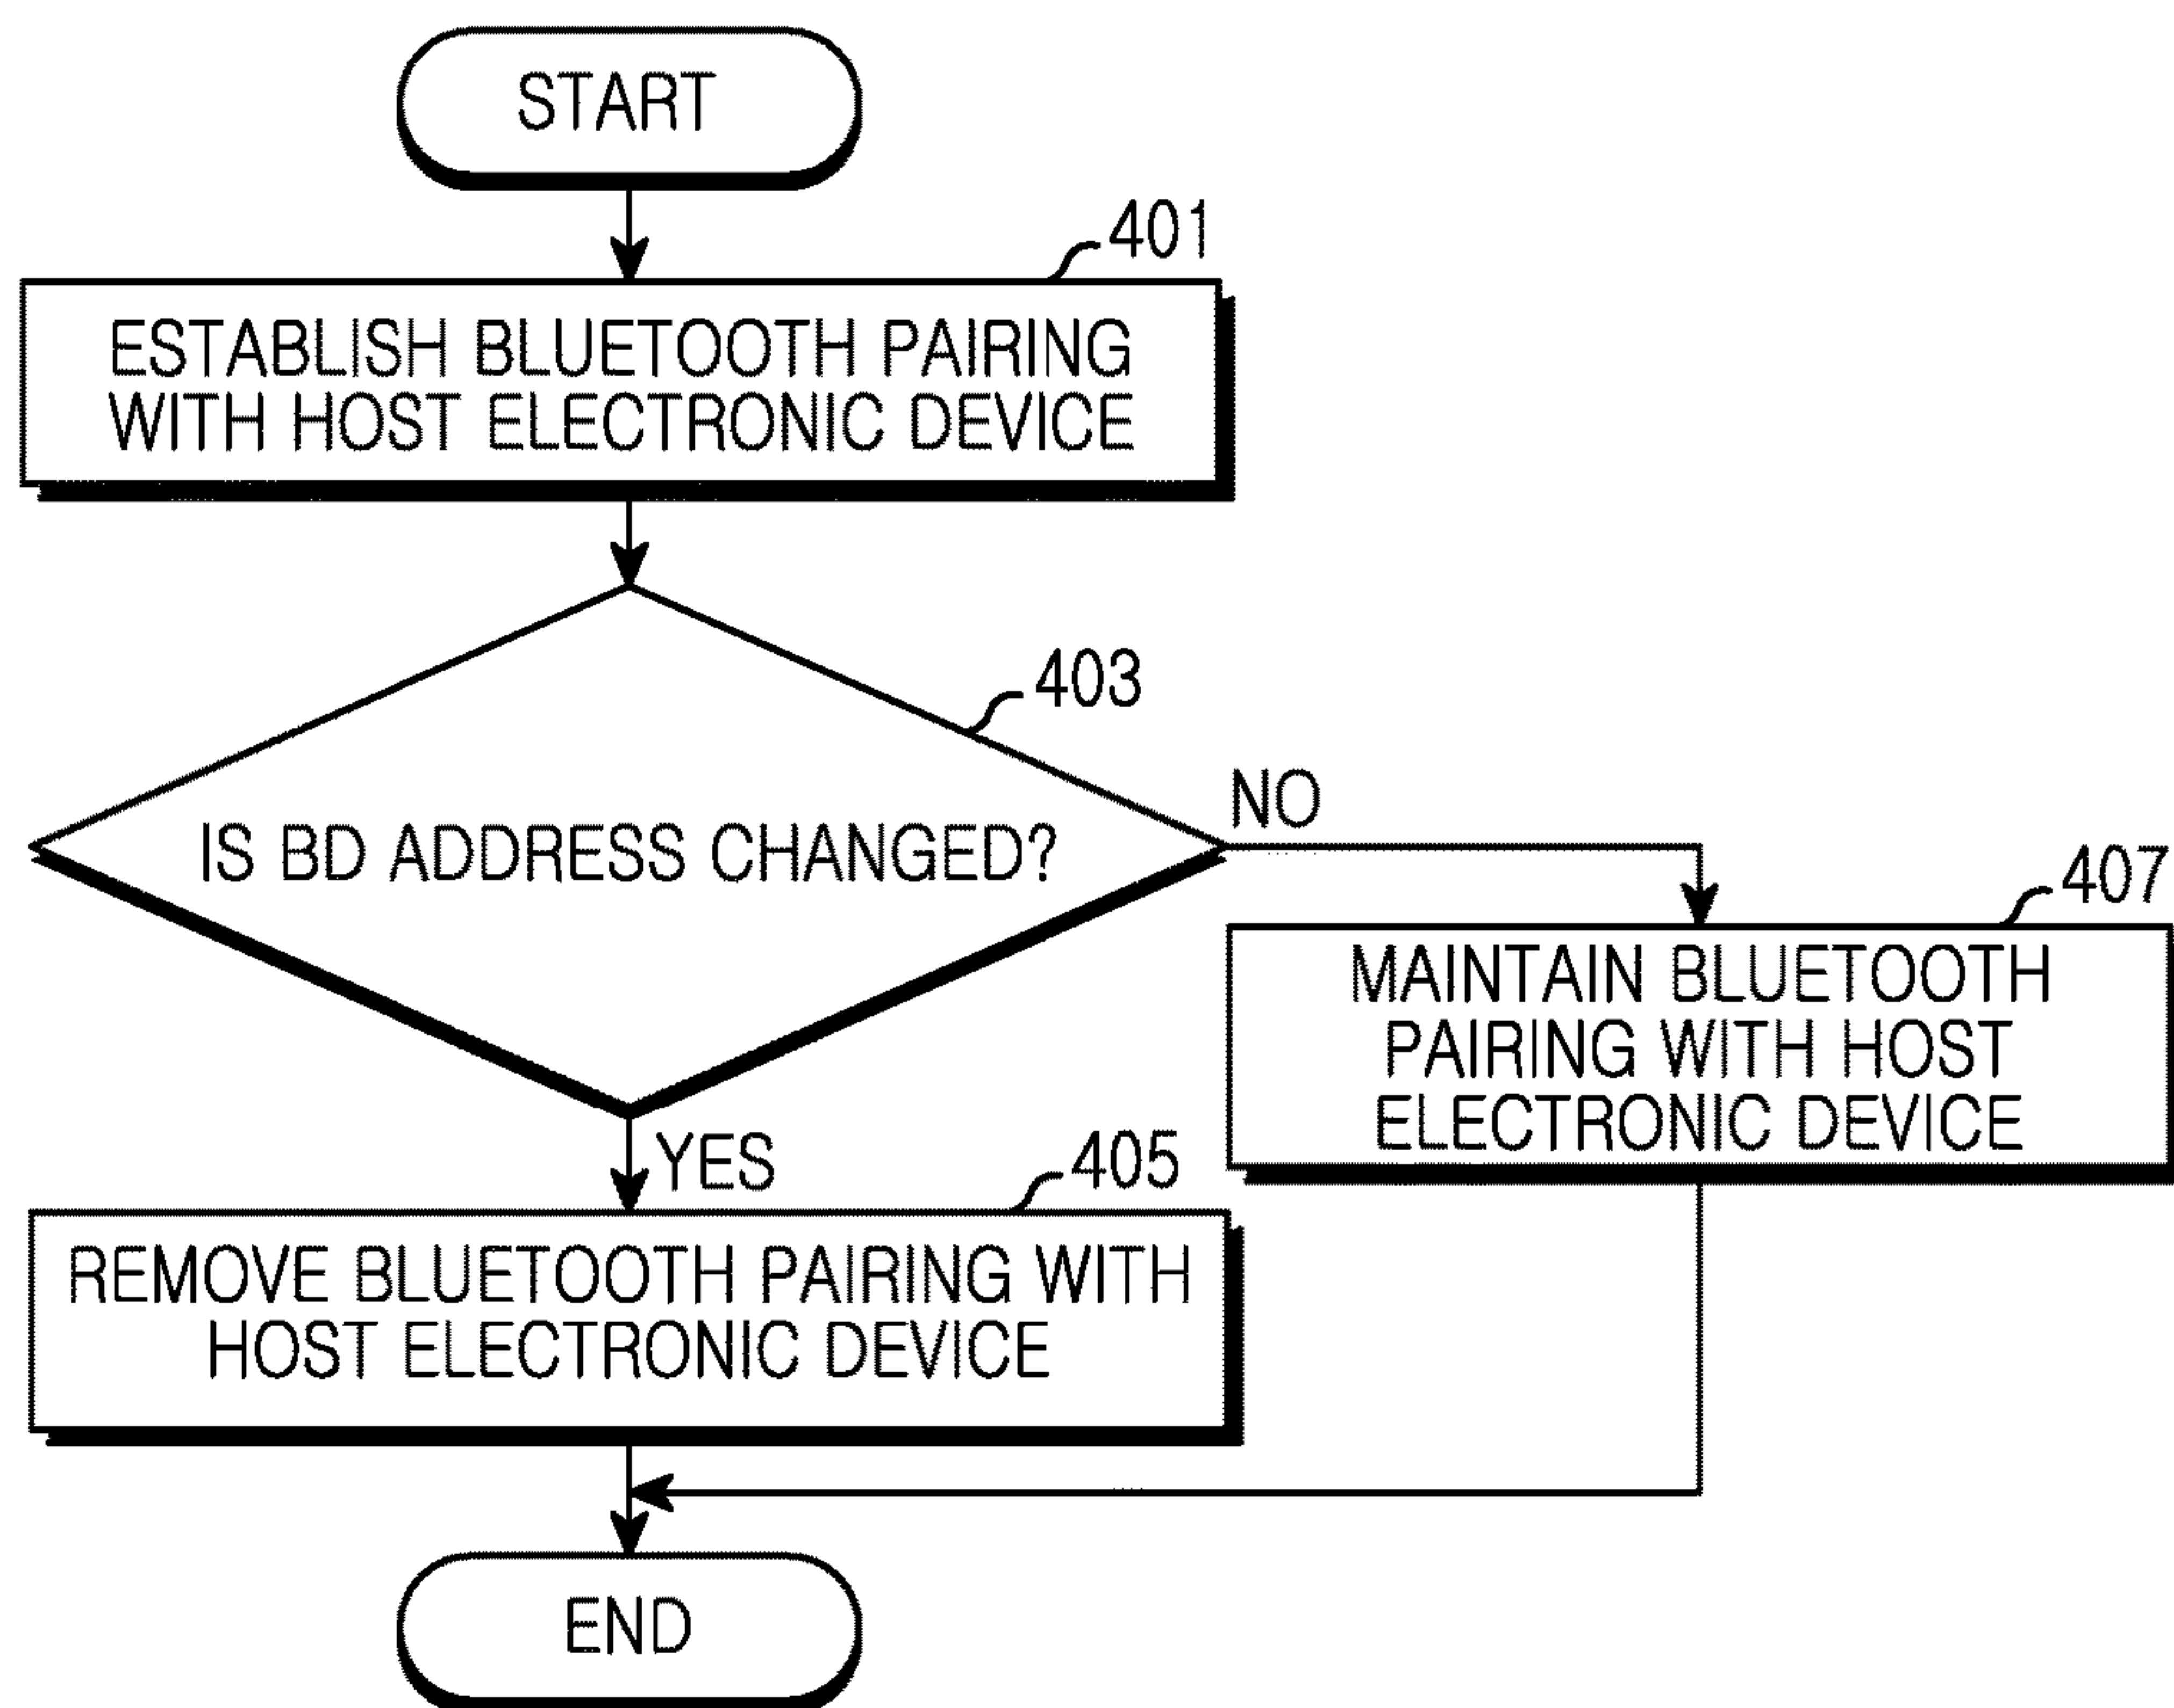 START
401
ESTABLISH BLUETOOTH PAIRING
WITH HOST ELECTRONIC DEVICE
403
IS BD ADDRESS CHANGED?
NO
407
MAINTAIN BLUETOOTH
PAIRING WITH HOST
ELECTRONIC DEVICE
YES
405
REMOVE BLUETOOTH PAIRING WITH
HOST ELECTRONIC DEVICE
END